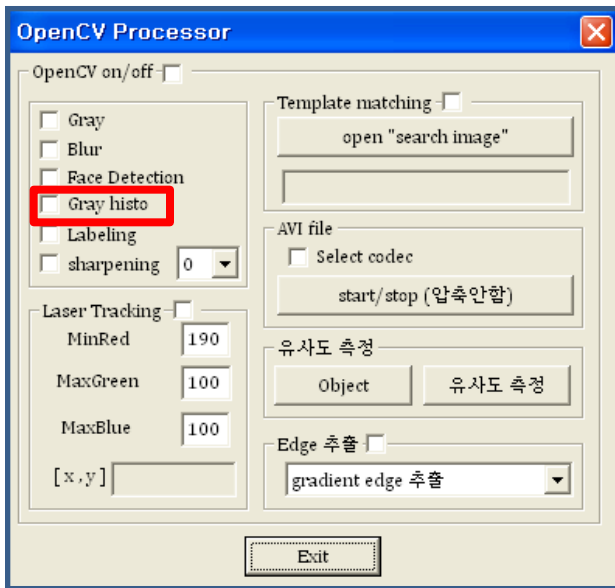 OpenCV Processor
OpenCV on/off
Gray
Blur
Face Detection
Gray histo
Labeling
sharpening 0
Laser Tracking
MinRed 190
MaxGreen 100
MaxBlue 100
[x,y]
Template matching
open "search image"
AVI file
Select codec
start/stop (압축안함)
유사도 측정
Object 유사도 측정
Edge 추출
gradient edge 추출
Exit